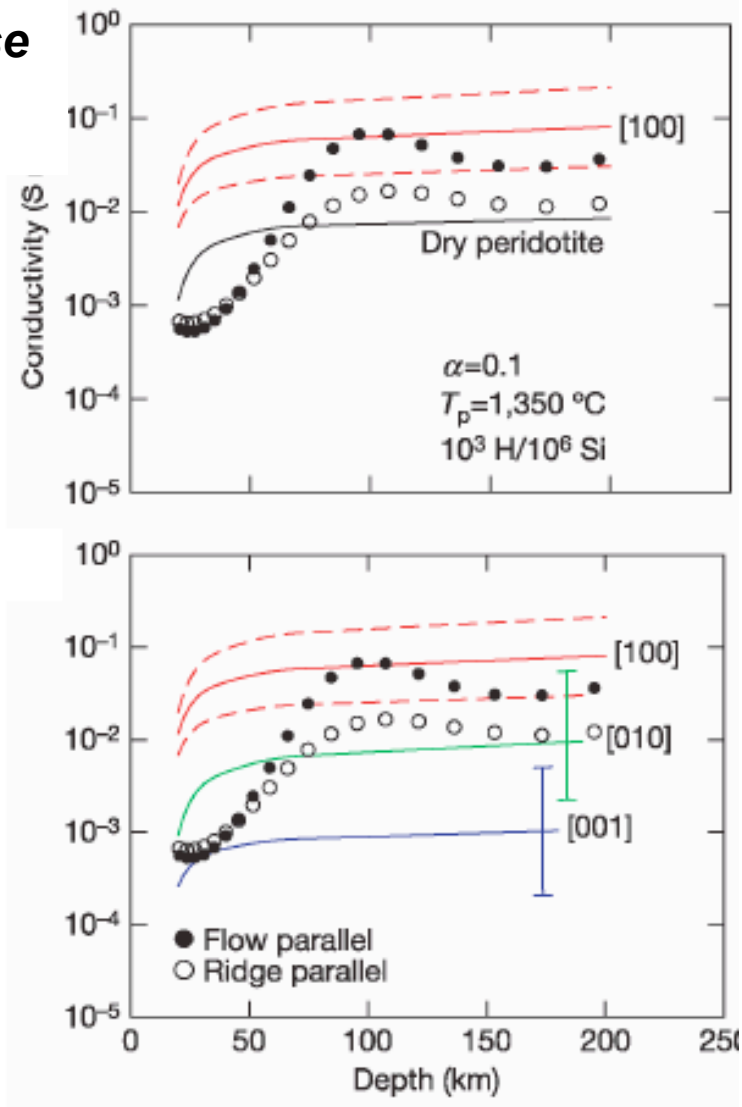 10⁰
10⁻¹
[100]
10⁻²
Dry peridotite
10⁻³
α=0.1
10⁻⁴
Tp=1,350 ºC
10³ H/10⁶ Si
10⁻⁵
Conductivity (S
10⁰
10⁻¹
[100]
10⁻²
[010]
10⁻³
[001]
10⁻⁴
Flow parallel
Ridge parallel
10⁻⁵
0 50 100 150 200
Depth (km)